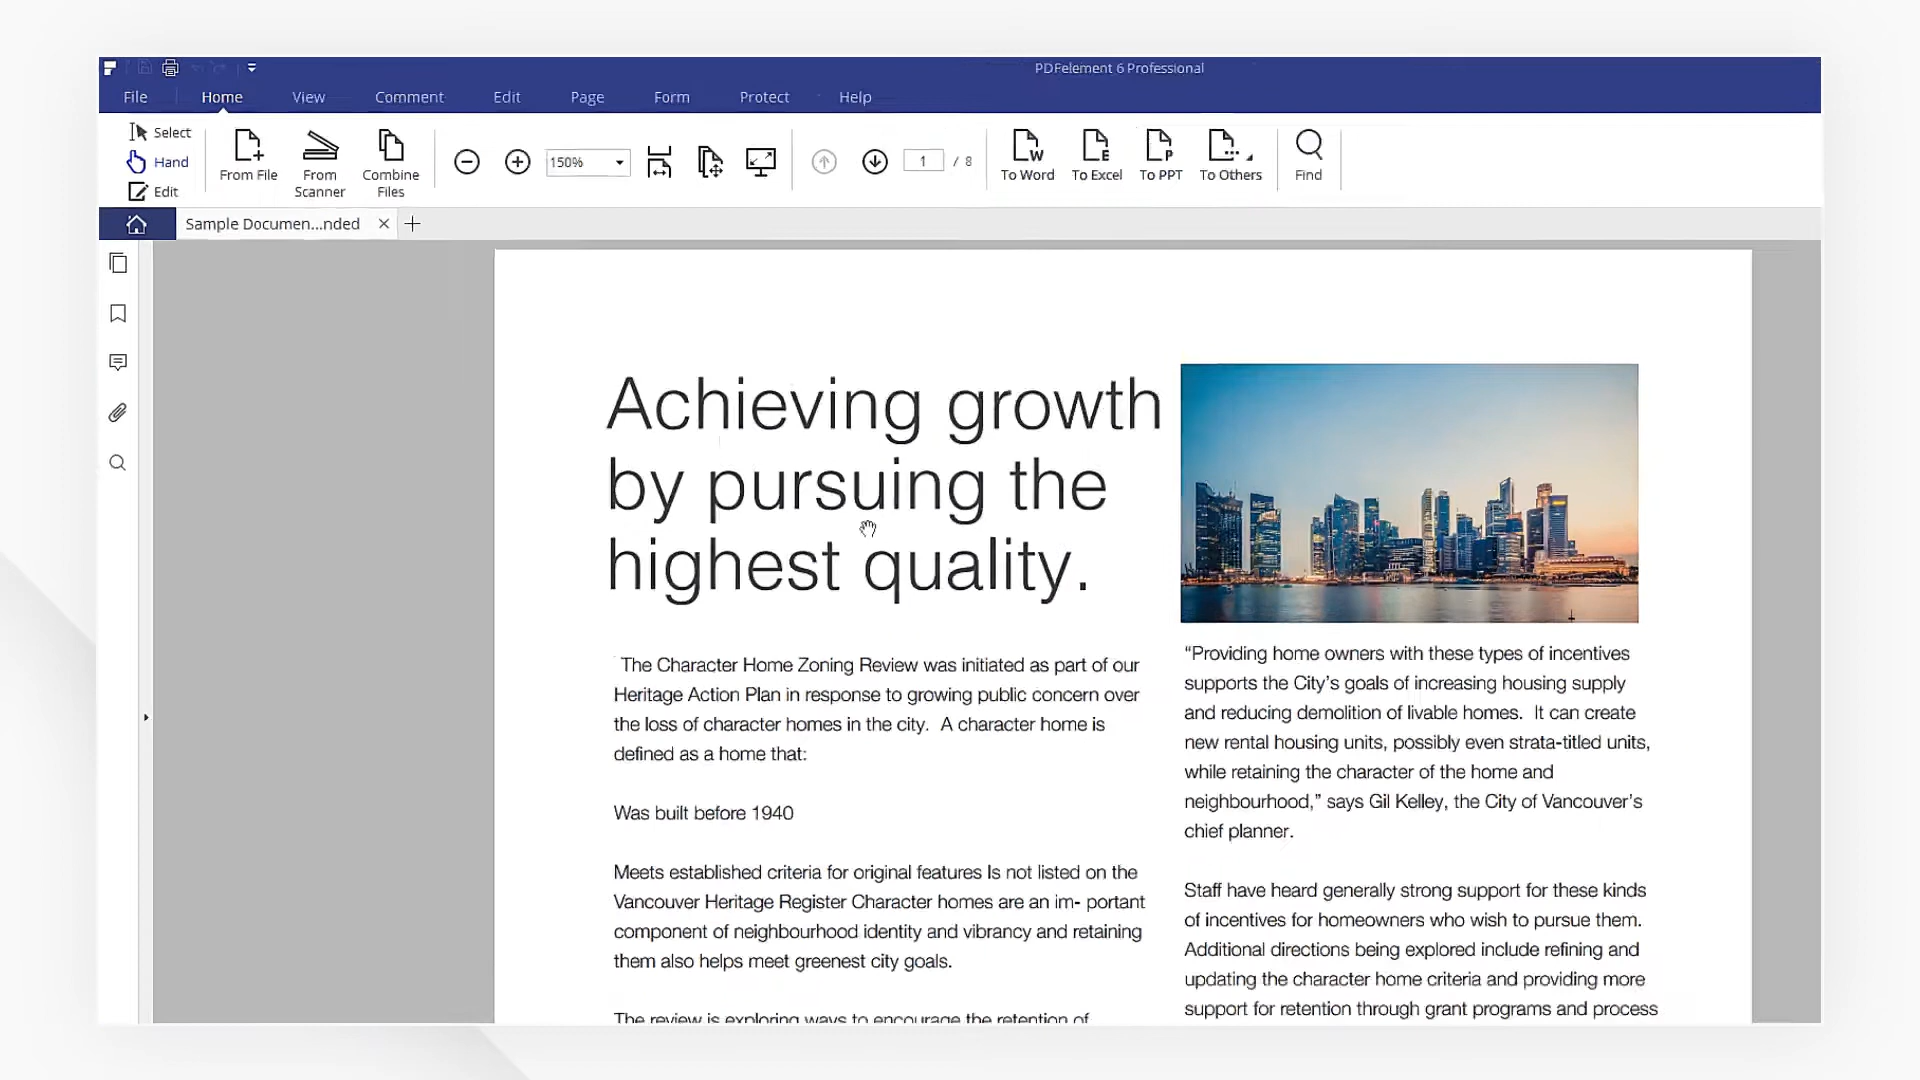 PDFelement 6 Professional
File Home View Comment Edit Page Form Protect Help
Select
Hand
Edit
From File
From Scanner
Combine Files
150%
1 / 8
To Word
To Excel
To PPT
To Others
Find
Sample Documen...nded
Achieving growth
by pursuing the
highest quality.
The Character Home Zoning Review was initiated as part of our
Heritage Action Plan in response to growing public concern over
the loss of character homes in the city.  A character home is
defined as a home that:
Was built before 1940
Meets established criteria for original features Is not listed on the
Vancouver Heritage Register Character homes are an im- portant
component of neighbourhood identity and vibrancy and retaining
them also helps meet greenest city goals.
The review is exploring ways to encourage the retention of
“Providing home owners with these types of incentives
supports the City’s goals of increasing housing supply
and reducing demolition of livable homes.  It can create
new rental housing units, possibly even strata-titled units,
while retaining the character of the home and
neighbourhood,” says Gil Kelley, the City of Vancouver’s
chief planner.
Staff have heard generally strong support for these kinds
of incentives for homeowners who wish to pursue them.
Additional directions being explored include refining and
updating the character home criteria and providing more
support for retention through grant programs and process